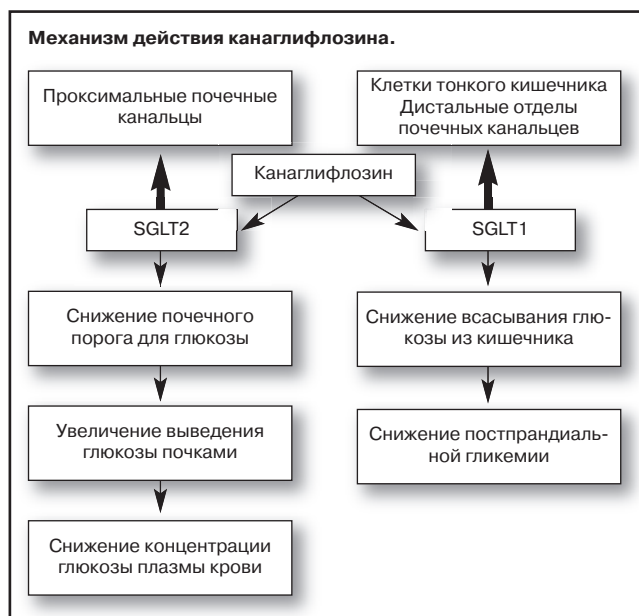 Механизм действия канаглифлозина.
Проксимальные почечные
канальцы
Клетки тонкого кишечника
Дистальные отделы
почечных канальцев
Канаглифлозин
SGLT2
SGLT1
Снижение почечного
порога для глюкозы
Снижение всасывания глю-
козы из кишечника
Увеличение выведения
глюкозы почками
Снижение постпрандиаль-
ной гликемии
Снижение концентрации
глюкозы плазмы крови